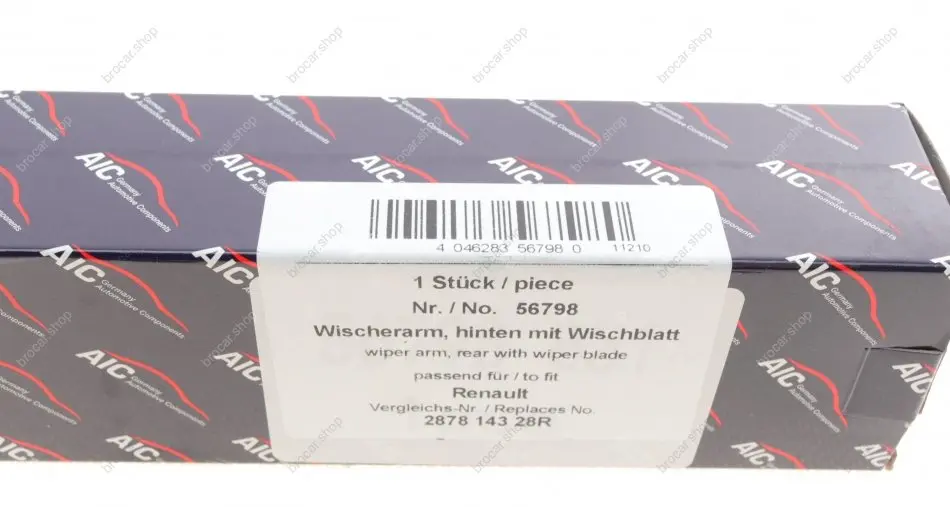 brocar.shop
AIC Germany
Automotive Components
4 046283 56798 0 11210
1 Stück / piece
Nr. / No. 56798
Wischerarm, hinten mit Wischblatt
wiper arm, rear with wiper blade
passend für / to fit
Renault
Vergleichs-Nr. / Replaces No.
2878 143 28R